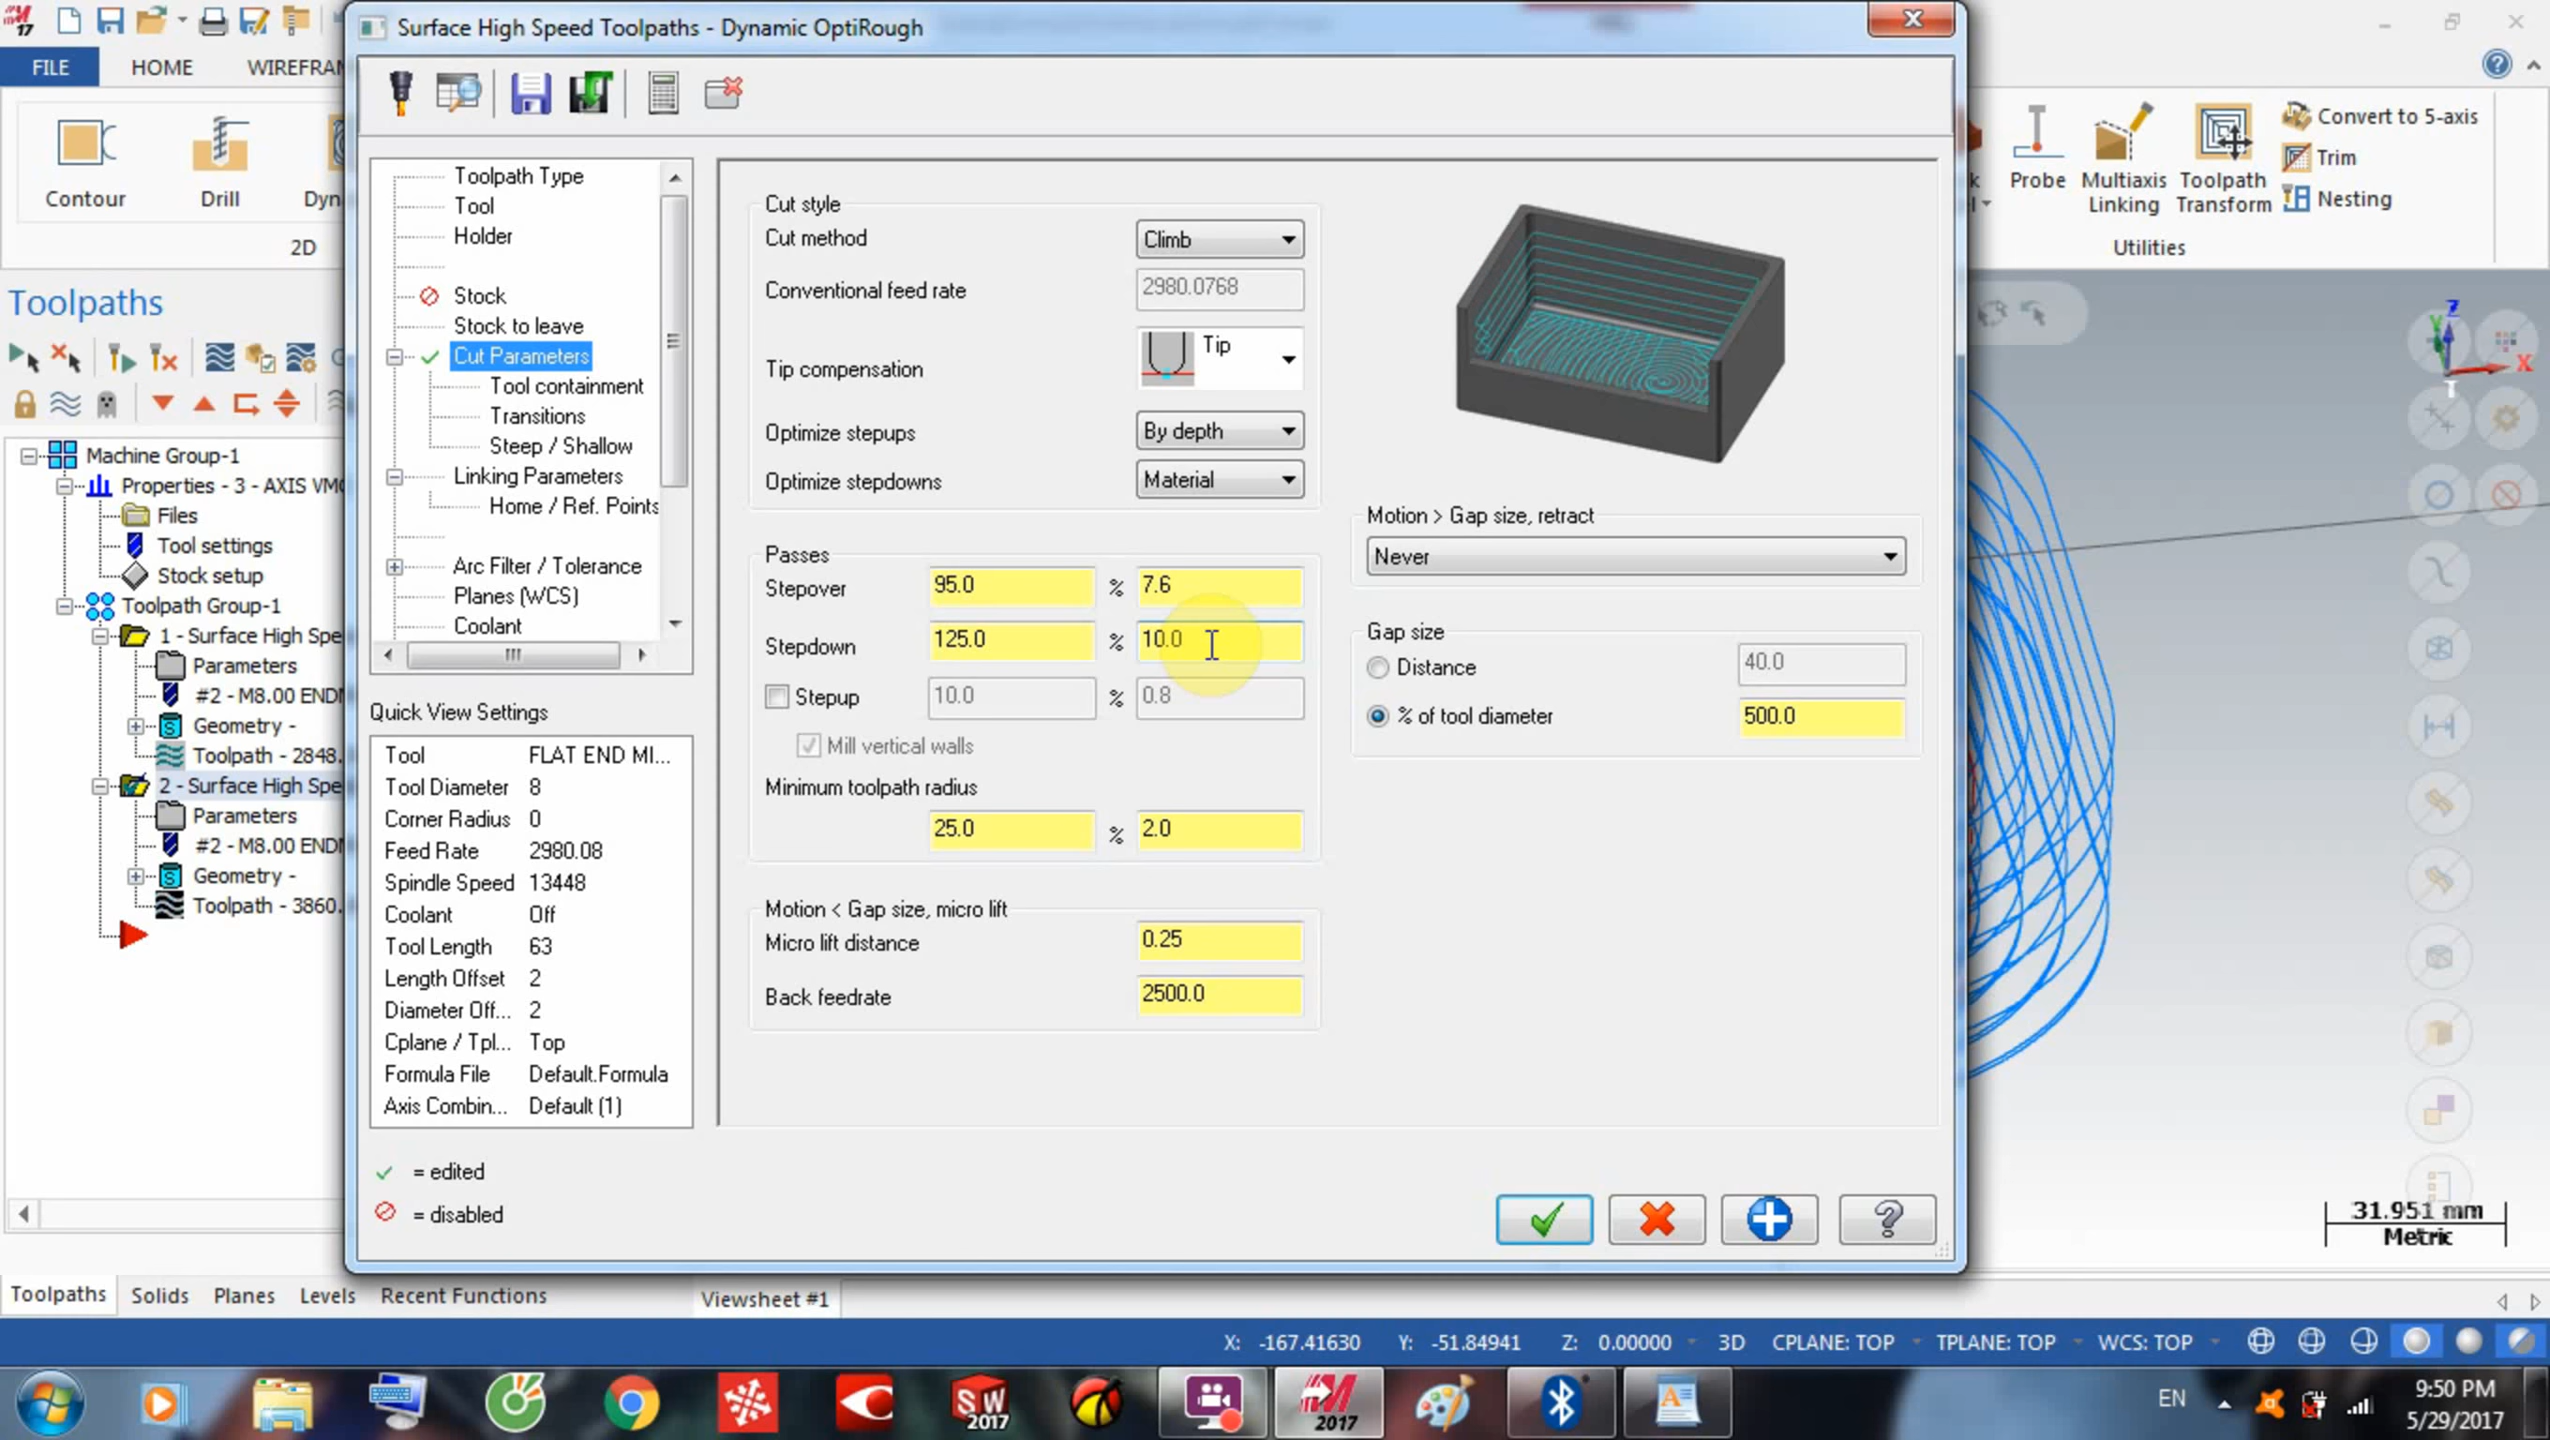 17
Surface High Speed Toolpaths - Dynamic OptiRough
FILE
HOME
WIREFRAM
Contour
Drill
Dyn
2D
Probe
Multiaxis
Linking
Toolpath
Transform
Convert to 5-axis
Trim
Nesting
Utilities
Toolpaths
Machine Group-1
Properties - 3 - AXIS VMC
Files
Tool settings
Stock setup
Toolpath Group-1
1 - Surface High Spe
Parameters
#2 - M8.00 ENDM
Geometry -
Toolpath - 2848.
2 - Surface High Spe
Parameters
#2 - M8.00 ENDM
Geometry -
Toolpath - 3860.
Toolpath Type
Tool
Holder
Stock
Stock to leave
Cut Parameters
Tool containment
Transitions
Steep / Shallow
Linking Parameters
Home / Ref. Points
Arc Filter / Tolerance
Planes (WCS)
Coolant
Quick View Settings
Tool FLAT END MI...
Tool Diameter 8
Corner Radius 0
Feed Rate 2980.08
Spindle Speed 13448
Coolant Off
Tool Length 63
Length Offset 2
Diameter Off... 2
Cplane / Tpl... Top
Formula File Default.Formula
Axis Combin... Default (1)
= edited
= disabled
Cut style
Cut method Climb
Conventional feed rate 2980.0768
Tip compensation Tip
Optimize stepups By depth
Optimize stepdowns Material
Passes
Stepover 95.0 % 7.6
Stepdown 125.0 % 10.0
Stepup 10.0 % 0.8
Mill vertical walls
Minimum toolpath radius
25.0 % 2.0
Motion < Gap size, micro lift
Micro lift distance 0.25
Back feedrate 2500.0
Motion > Gap size, retract
Never
Gap size
Distance 40.0
% of tool diameter 500.0
Z
Y
X
31.951 mm
Metric
Toolpaths Solids Planes Levels Recent Functions
Viewsheet #1
X: -167.41630 Y: -51.84941 Z: 0.00000 3D CPLANE: TOP TPLANE: TOP WCS: TOP
SW
2017
2017
EN
9:50 PM
5/29/2017